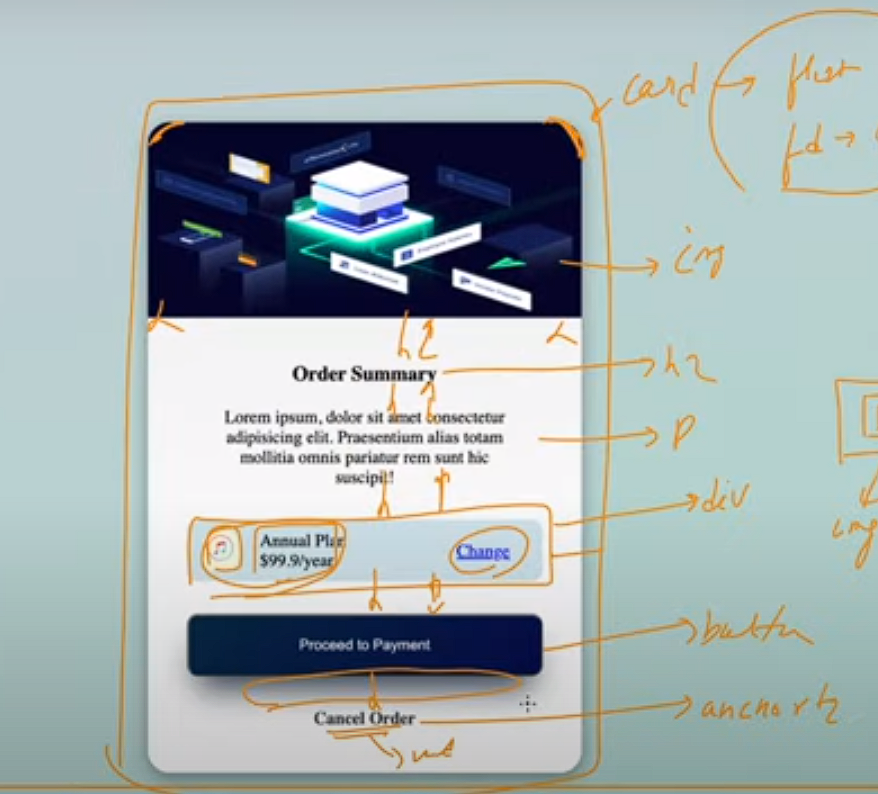 card → flex
fd →
img
h2
Order Summary
h2
Lorem ipsum, dolor sit amet consectetur
adipisicing elit. Praesentium alias totam
mollitia omnis pariatur rem sunt hic
suscipit!
p
div
Annual Plan
$99.9/year
Change
img
Proceed to Payment
button
Cancel Order